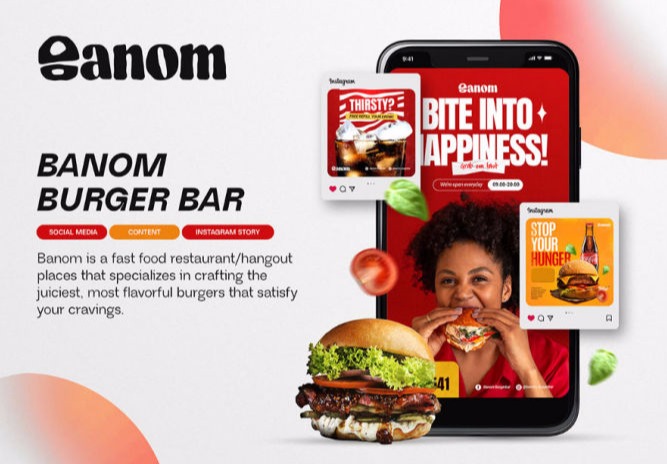 Banom
BANOM
BURGER BAR
SOCIAL MEDIA
CONTENT
INSTAGRAM STORY
Banom is a fast food restaurant/hangout
places that specializes in crafting the
juiciest, most flavorful burgers that satisfy
your cravings.
Instagram
THIRSTY?
9:41
Banom
BITE INTO
HAPPINESS!
We're open everyday
09:00-20:00
Instagram
STOP
YOUR
HUNGER